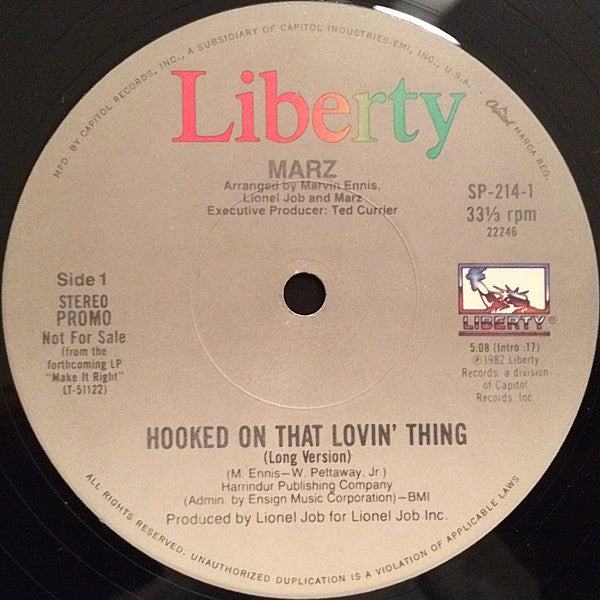 MFD. BY CAPITOL RECORDS, INC., A SUBSIDIARY OF CAPITOL INDUSTRIES-EMI, INC., U.S.A. Capitol MARCA REG.
Liberty
MARZ
Arranged by Marvin Ennis,
Lionel Job and Marz
Executive Producer: Ted Currier
SP-214-1
33⅓ rpm
22246
Side 1
STEREO
PROMO
Not For Sale
(from the
forthcoming LP
"Make It Right"
LT-51122)
LIBERTY®
5:08 (Intro :17)
℗ 1982 Liberty
Records, a division
of Capitol
Records, Inc.
HOOKED ON THAT LOVIN' THING
(Long Version)
(M. Ennis—W. Pettaway, Jr.)
Harrindur Publishing Company
(Admin. by Ensign Music Corporation)—BMI
Produced by Lionel Job for Lionel Job Inc.
ALL RIGHTS RESERVED. UNAUTHORIZED DUPLICATION IS A VIOLATION OF APPLICABLE LAWS